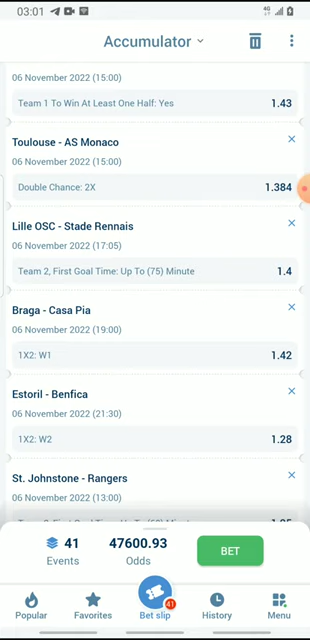 03:01
4G
Accumulator
06 November 2022 (15:00)
Team 1 To Win At Least One Half: Yes
1.43
Toulouse - AS Monaco
06 November 2022 (15:00)
Double Chance: 2X
1.384
Lille OSC - Stade Rennais
06 November 2022 (17:05)
Team 2, First Goal Time: Up To (75) Minute
1.4
Braga - Casa Pia
06 November 2022 (19:00)
1X2: W1
1.42
Estoril - Benfica
06 November 2022 (21:30)
1X2: W2
1.28
St. Johnstone - Rangers
06 November 2022 (13:00)
41
Events
47600.93
Odds
BET
Popular
Favorites
Bet slip
41
History
Menu